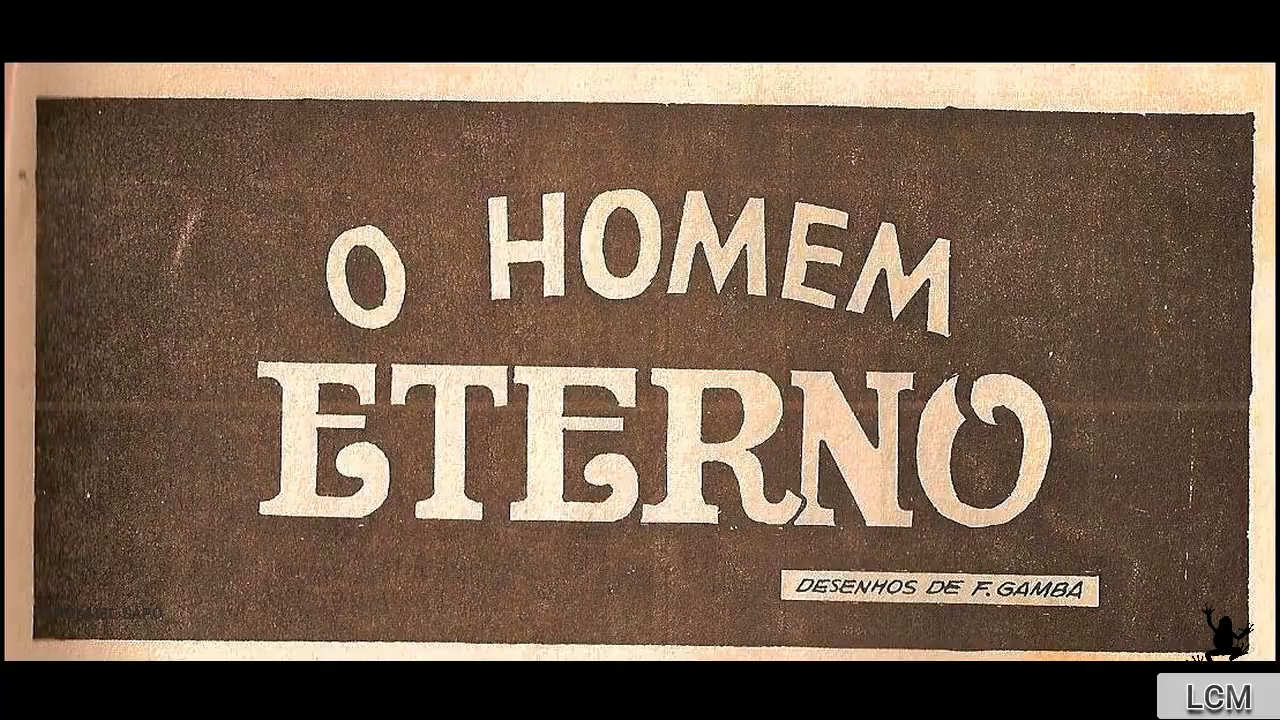 O HOMEM
ETERNO
DESENHOS DE F. GAMBA
LCM